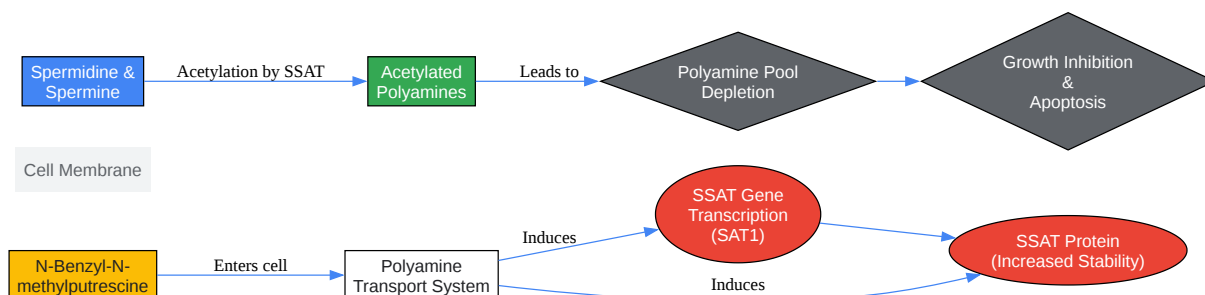 Spermidine &
Spermine
Acetylation by SSAT
Acetylated
Polyamines
Leads to
Polyamine Pool
Depletion
Growth Inhibition
&
Apoptosis
Cell Membrane
N-Benzyl-N-
methylputrescine
Enters cell
Polyamine
Transport System
Induces
SSAT Gene
Transcription
(SAT1)
Induces
SSAT Protein
(Increased Stability)